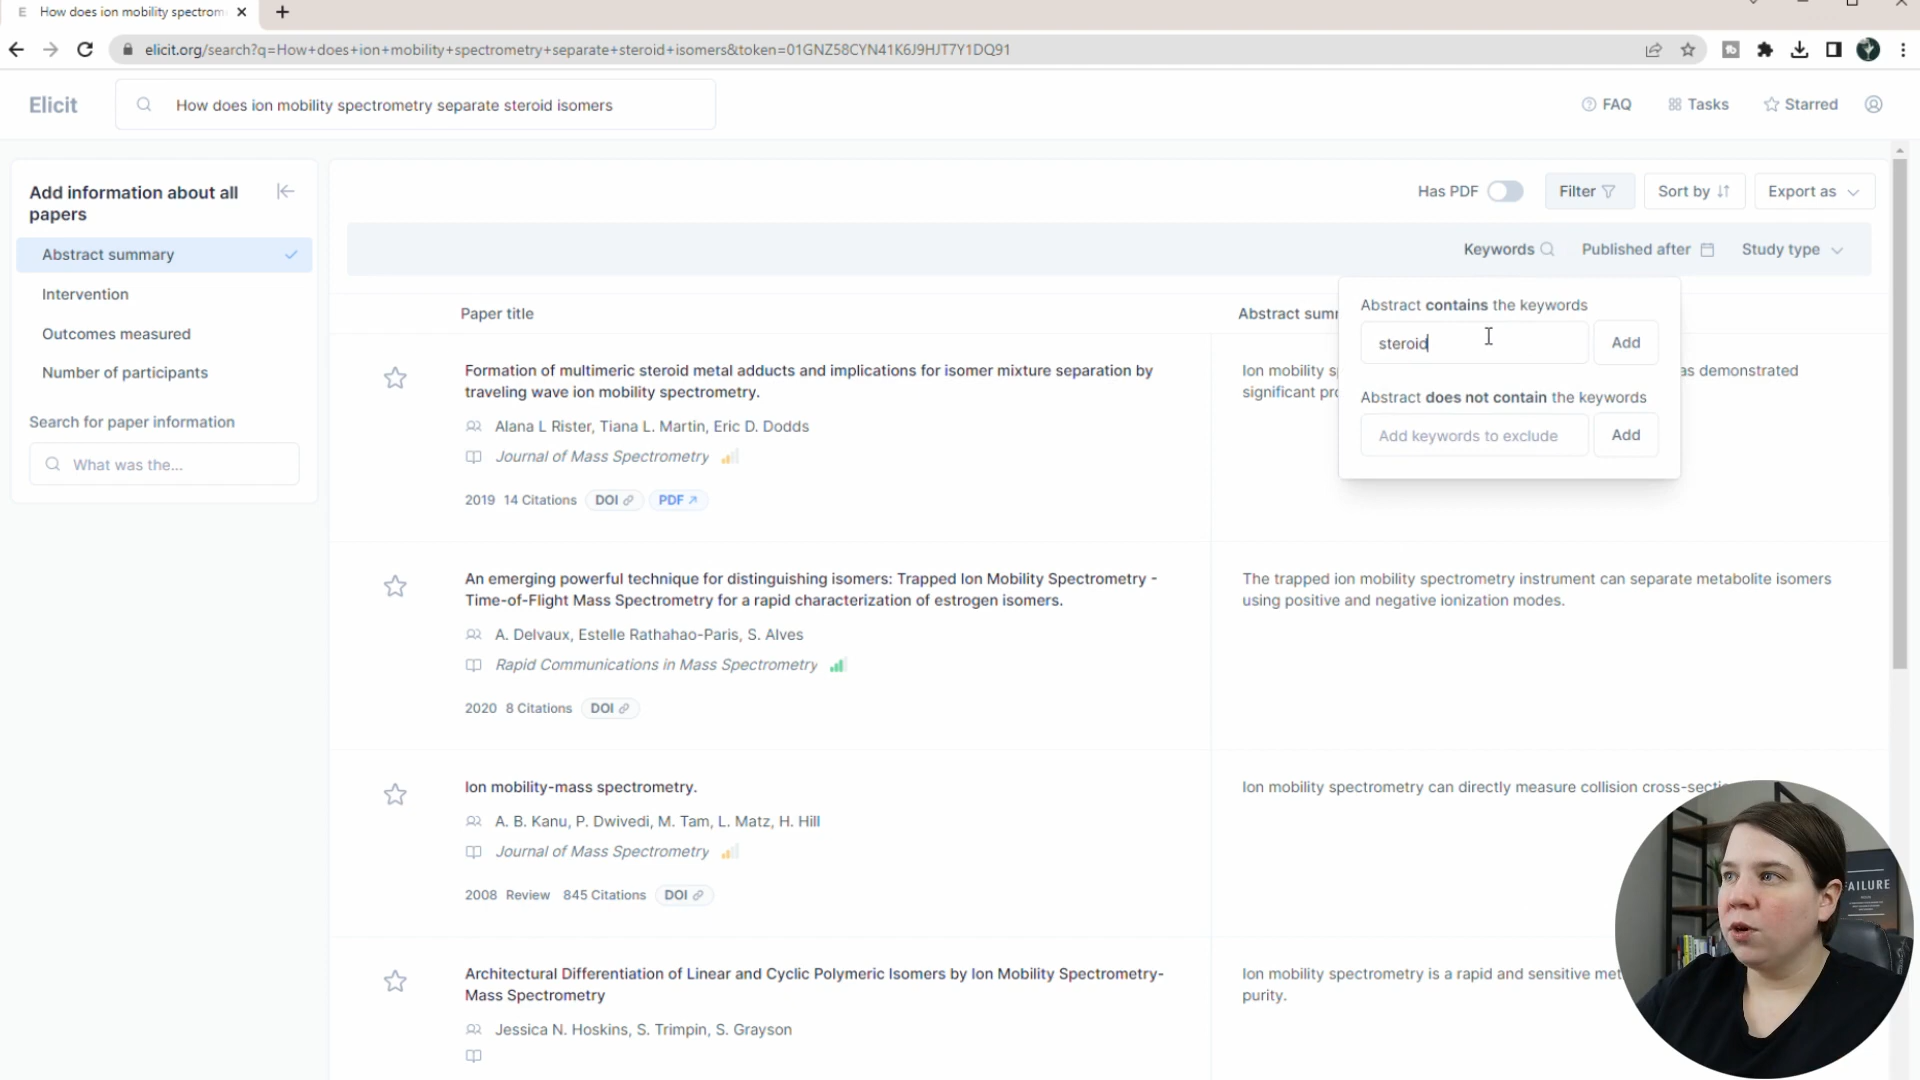 E How does ion mobility spectrom
elicit.org/search?q=How+does+ion+mobility+spectrometry+separate+steroid+isomers&token=01GNZ58CYN41K6J9HJT7Y1DQ91
Elicit
How does ion mobility spectrometry separate steroid isomers
FAQ
Tasks
Starred
Add information about all
papers
Abstract summary
Intervention
Outcomes measured
Number of participants
Search for paper information
What was the...
Has PDF
Filter
Sort by
Export as
Keywords
Published after
Study type
Abstract contains the keywords
steroid
Add
Abstract does not contain the keywords
Add keywords to exclude
Add
Paper title
Abstract sum
Formation of multimeric steroid metal adducts and implications for isomer mixture separation by
traveling wave ion mobility spectrometry.
Alana L Rister, Tiana L. Martin, Eric D. Dodds
Journal of Mass Spectrometry
2019 14 Citations DOI PDF
Ion mobility s as demonstrated
significant pro
An emerging powerful technique for distinguishing isomers: Trapped Ion Mobility Spectrometry -
Time-of-Flight Mass Spectrometry for a rapid characterization of estrogen isomers.
A. Delvaux, Estelle Rathahao-Paris, S. Alves
Rapid Communications in Mass Spectrometry
2020 8 Citations DOI
The trapped ion mobility spectrometry instrument can separate metabolite isomers
using positive and negative ionization modes.
Ion mobility-mass spectrometry.
A. B. Kanu, P. Dwivedi, M. Tam, L. Matz, H. Hill
Journal of Mass Spectrometry
2008 Review 845 Citations DOI
Ion mobility spectrometry can directly measure collision cross-secti
Architectural Differentiation of Linear and Cyclic Polymeric Isomers by Ion Mobility Spectrometry-
Mass Spectrometry
Jessica N. Hoskins, S. Trimpin, S. Grayson
Ion mobility spectrometry is a rapid and sensitive met
purity.
AILURE